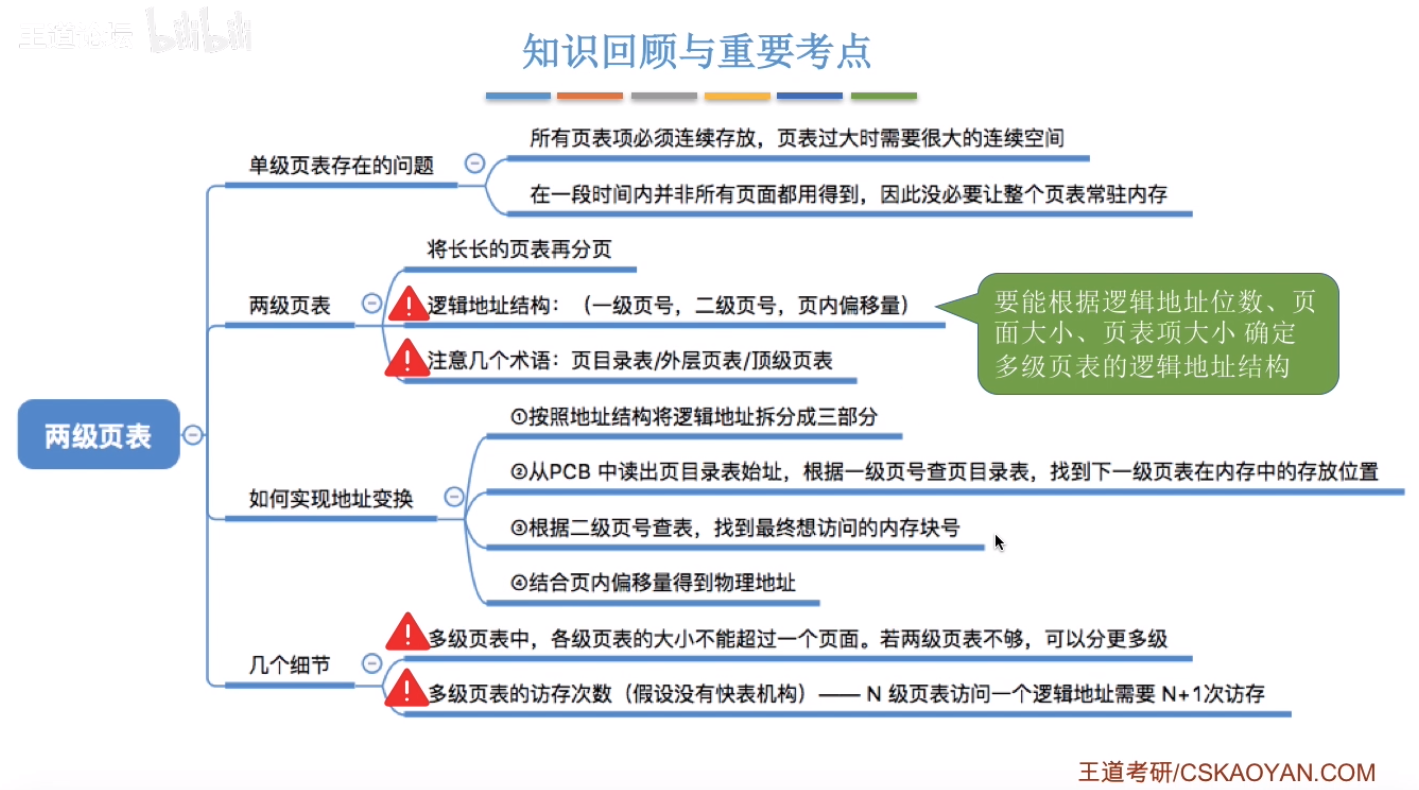 王道论坛 bilibili
知识回顾与重要考点
单级页表存在的问题
所有页表项必须连续存放，页表过大时需要很大的连续空间
在一段时间内并非所有页面都用得到，因此没必要让整个页表常驻内存
两级页表
将长长的页表再分页
逻辑地址结构：（一级页号，二级页号，页内偏移量）
要能根据逻辑地址位数、页
面大小、页表项大小 确定
多级页表的逻辑地址结构
注意几个术语：页目录表/外层页表/顶级页表
两级页表
如何实现地址变换
①按照地址结构将逻辑地址拆分成三部分
②从PCB 中读出页目录表始址，根据一级页号查页目录表，找到下一级页表在内存中的存放位置
③根据二级页号查表，找到最终想访问的内存块号
④结合页内偏移量得到物理地址
几个细节
多级页表中，各级页表的大小不能超过一个页面。若两级页表不够，可以分更多级
多级页表的访存次数（假设没有快表机构）—— N 级页表访问一个逻辑地址需要 N+1次访存
王道考研/CSKAOYAN.COM